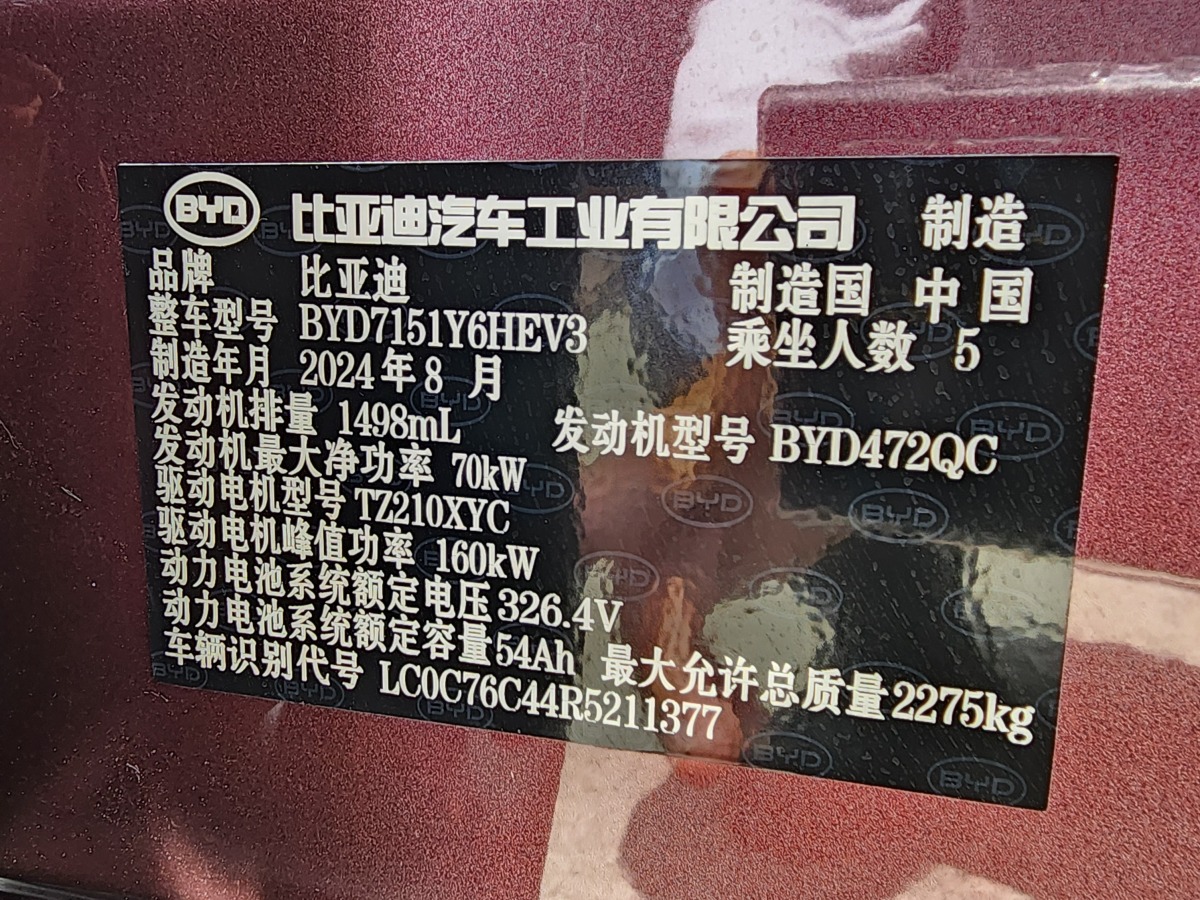 BYD 比亚迪汽车工业有限公司 制造
品牌 比亚迪 制造国 中国
整车型号 BYD7151Y6HEV3 乘坐人数 5
制造年月 2024年8月
发动机排量 1498mL 发动机型号 BYD472QC
发动机最大净功率 70kW
驱动电机型号 TZ210XYC
驱动电机峰值功率 160kW
动力电池系统额定电压 326.4V
动力电池系统额定容量 54Ah 最大允许总质量 2275kg
车辆识别代号 LC0C76C44R5211377